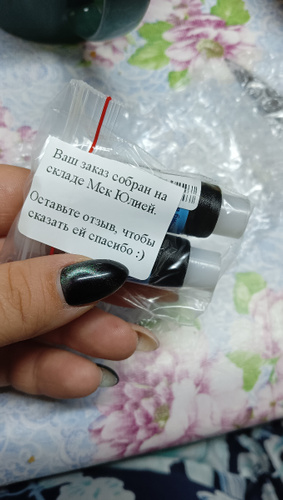 Ваш заказ собран на
складе Мск Юлией.
Оставьте отзыв, чтобы
сказать ей спасибо :)